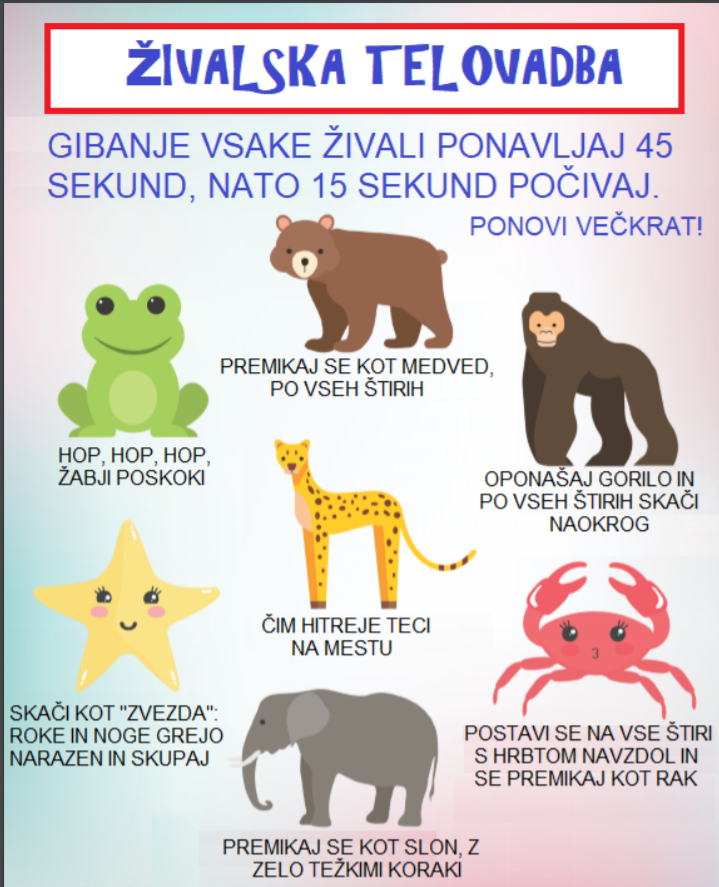 ŽIVALSKA TELOVADBA
GIBANJE VSAKE ŽIVALI PONAVLJAJ 45
SEKUND, NATO 15 SEKUND POČIVAJ.
PONOVI VEČKRAT!
PREMIKAJ SE KOT MEDVED,
PO VSEH ŠTIRIH
HOP, HOP, HOP,
ŽABJI POSKOKI
OPONAŠAJ GORILO IN
PO VSEH ŠTIRIH SKAČI
NAOKROG
ČIM HITREJE TECI
NA MESTU
SKAČI KOT "ZVEZDA":
ROKE IN NOGE GREJO
NARAZEN IN SKUPAJ
POSTAVI SE NA VSE ŠTIRI
S HRBTOM NAVZDOL IN
SE PREMIKAJ KOT RAK
PREMIKAJ SE KOT SLON, Z
ZELO TEŽKIMI KORAKI